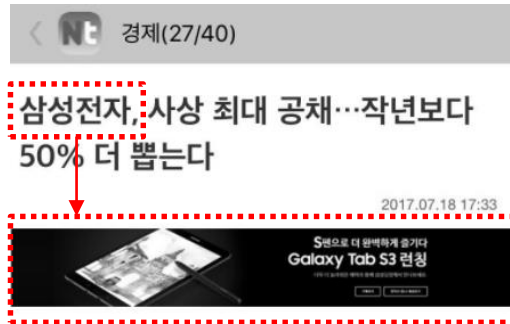 Nt 경제(27/40)
삼성전자, 사상 최대 공채…작년보다
50% 더 뽑는다
2017.07.18 17:33
S펜으로 더 완벽하게 즐기다
Galaxy Tab S3 런칭